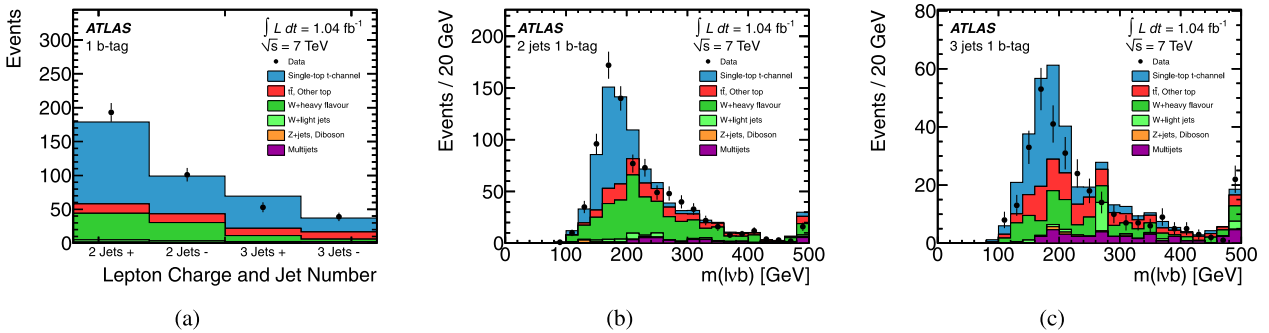 Events
350
300
250
200
150
100
50
0
ATLAS
1 b-tag
∫ L dt = 1.04 fb-1
√s = 7 TeV
Data
Single-top t-channel
tt̄, Other top
W+heavy flavour
W+light jets
Z+jets, Diboson
Multijets
2 Jets + 2 Jets - 3 Jets + 3 Jets -
Lepton Charge and Jet Number
(a)
Events / 20 GeV
200
150
100
50
0
ATLAS
2 jets 1 b-tag
∫ L dt = 1.04 fb-1
√s = 7 TeV
Data
Single-top t-channel
tt̄, Other top
W+heavy flavour
W+light jets
Z+jets, Diboson
Multijets
0 100 200 300 400 500
m(lνb) [GeV]
(b)
Events / 20 GeV
80
60
40
20
0
ATLAS
3 jets 1 b-tag
∫ L dt = 1.04 fb-1
√s = 7 TeV
Data
Single-top t-channel
tt̄, Other top
W+heavy flavour
W+light jets
Z+jets, Diboson
Multijets
0 100 200 300 400 500
m(lνb) [GeV]
(c)